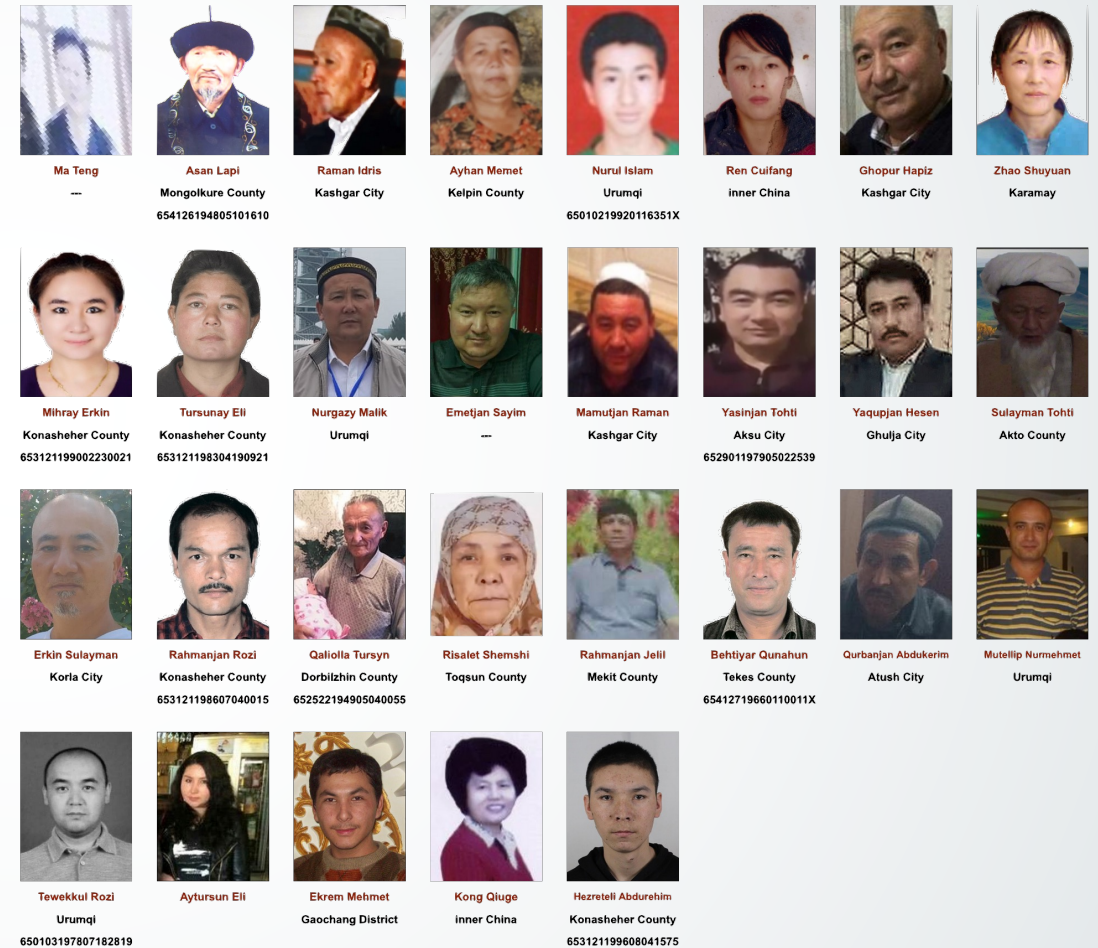 Ma Teng
---
Asan Lapi
Mongolkure County
654126194805101610
Raman Idris
Kashgar City
Ayhan Memet
Kelpin County
Nurul Islam
Urumqi
65010219920116351X
Ren Cuifang
inner China
Ghopur Hapiz
Kashgar City
Zhao Shuyuan
Karamay
Mihray Erkin
Konasheher County
653121199002230021
Tursunay Eli
Konasheher County
653121198304190921
Nurgazy Malik
Urumqi
Emetjan Sayim
---
Mamutjan Raman
Kashgar City
Yasinjan Tohti
Aksu City
652901197905022539
Yaqupjan Hesen
Ghulja City
Sulayman Tohti
Akto County
Erkin Sulayman
Korla City
Rahmanjan Rozi
Konasheher County
653121198607040015
Qaliolla Tursyn
Dorbilzhin County
652522194905040055
Risalet Shemshi
Toqsun County
Rahmanjan Jelil
Mekit County
Behtiyar Qunahun
Tekes County
65412719660110011X
Qurbanjan Abdukerim
Atush City
Mutellip Nurmehmet
Urumqi
Tewekkul Rozi
Urumqi
650103197807182819
Aytursun Eli
Ekrem Mehmet
Gaochang District
Kong Qiuge
inner China
Hezreteli Abdurehim
Konasheher County
653121199608041575